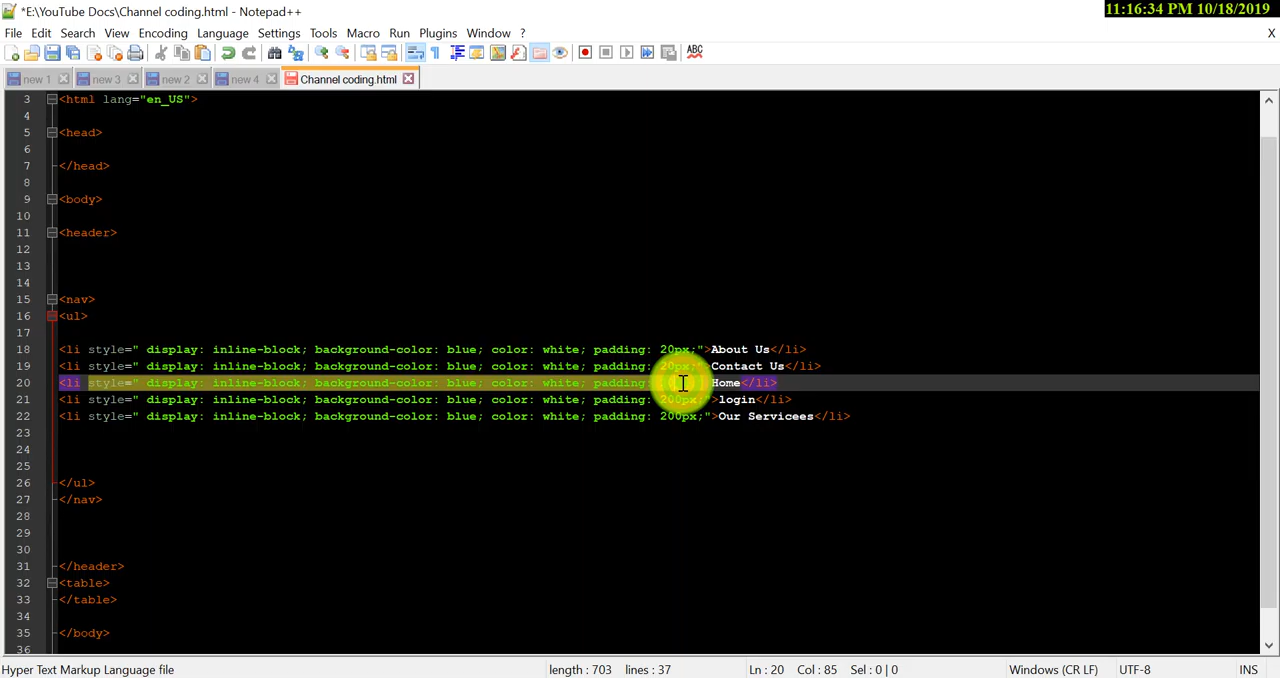 *E:\YouTube Docs\Channel coding.html - Notepad++
11:16:34 PM 10/18/2019
File Edit Search View Encoding Language Settings Tools Macro Run Plugins Window ? X
ABC
new 1 new 3 new 2 new 4 Channel coding.html
3 <html lang="en_US">
4
5 <head>
6
7 </head>
8
9 <body>
10
11 <header>
12
13
14
15 <nav>
16 <ul>
17
18 <li style=" display: inline-block; background-color: blue; color: white; padding: 20px;">About Us</li>
19 <li style=" display: inline-block; background-color: blue; color: white; padding: 20px;" Contact Us</li>
20 <li style=" display: inline-block; background-color: blue; color: white; padding: Home</li>
21 <li style=" display: inline-block; background-color: blue; color: white; padding: 200px;">login</li>
22 <li style=" display: inline-block; background-color: blue; color: white; padding: 200px;">Our Servicees</li>
23
24
25
26 </ul>
27 </nav>
28
29
30
31 </header>
32 <table>
33 </table>
34
35 </body>
36
Hyper Text Markup Language file length : 703 lines : 37 Ln : 20 Col : 85 Sel : 0 | 0 Windows (CR LF) UTF-8 INS